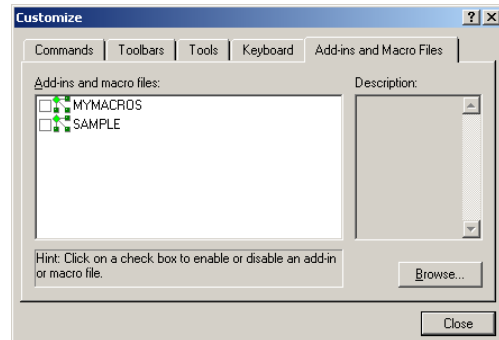 Customize
Commands Toolbars Tools Keyboard Add-ins and Macro Files
Add-ins and macro files: Description:
MYMACROS
SAMPLE
Hint: Click on a check box to enable or disable an add-in
or macro file.
Browse...
Close